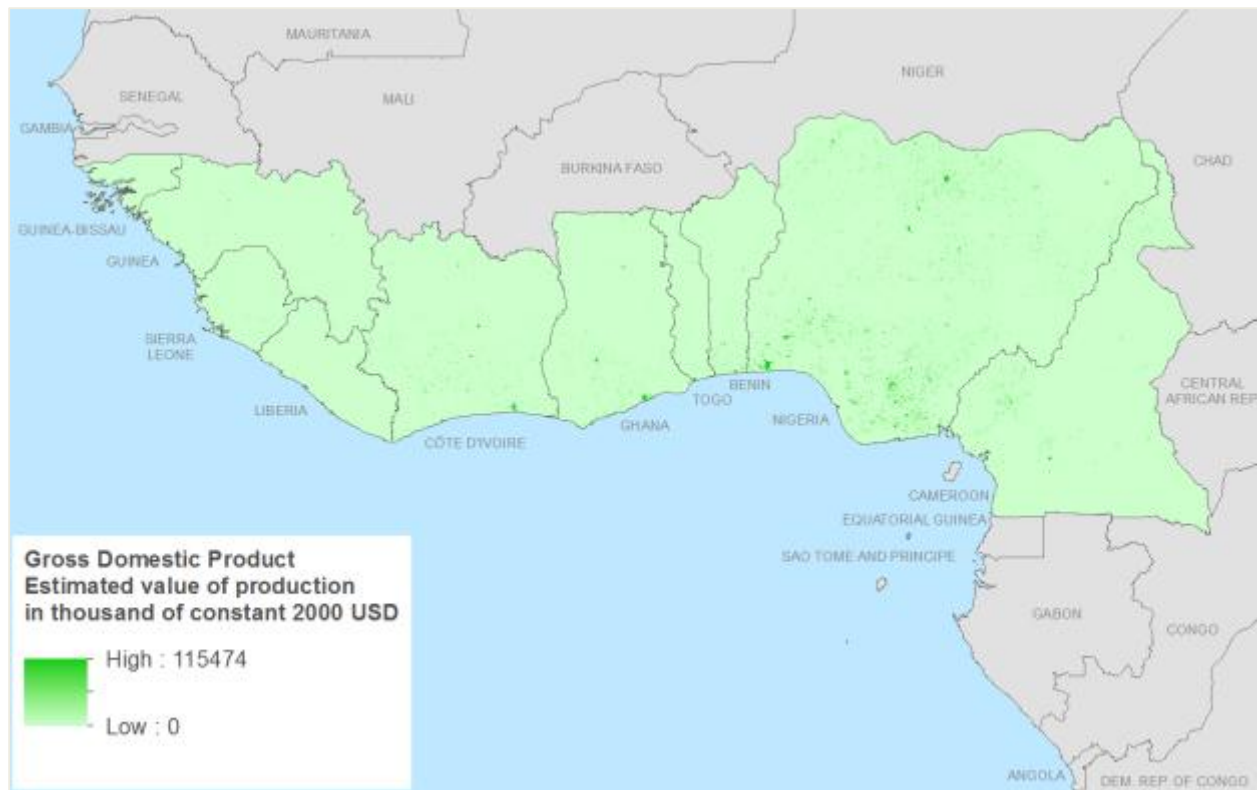 MAURITANIA
NIGER
SENEGAL
MALI
GAMBIA
CHAD
BURKINA FASO
GUINEA-BISSAU
GUINEA
SIERRA
LEONE
LIBERIA
CÔTE D'IVOIRE
GHANA
TOGO
BENIN
NIGERIA
CENTRAL
AFRICAN REP
CAMEROON
EQUATORIAL GUINEA
SAO TOME AND PRINCIPE
GABON
CONGO
ANGOLA
DEM. REP. OF CONGO
Gross Domestic Product
Estimated value of production
in thousand of constant 2000 USD
High : 115474
Low : 0